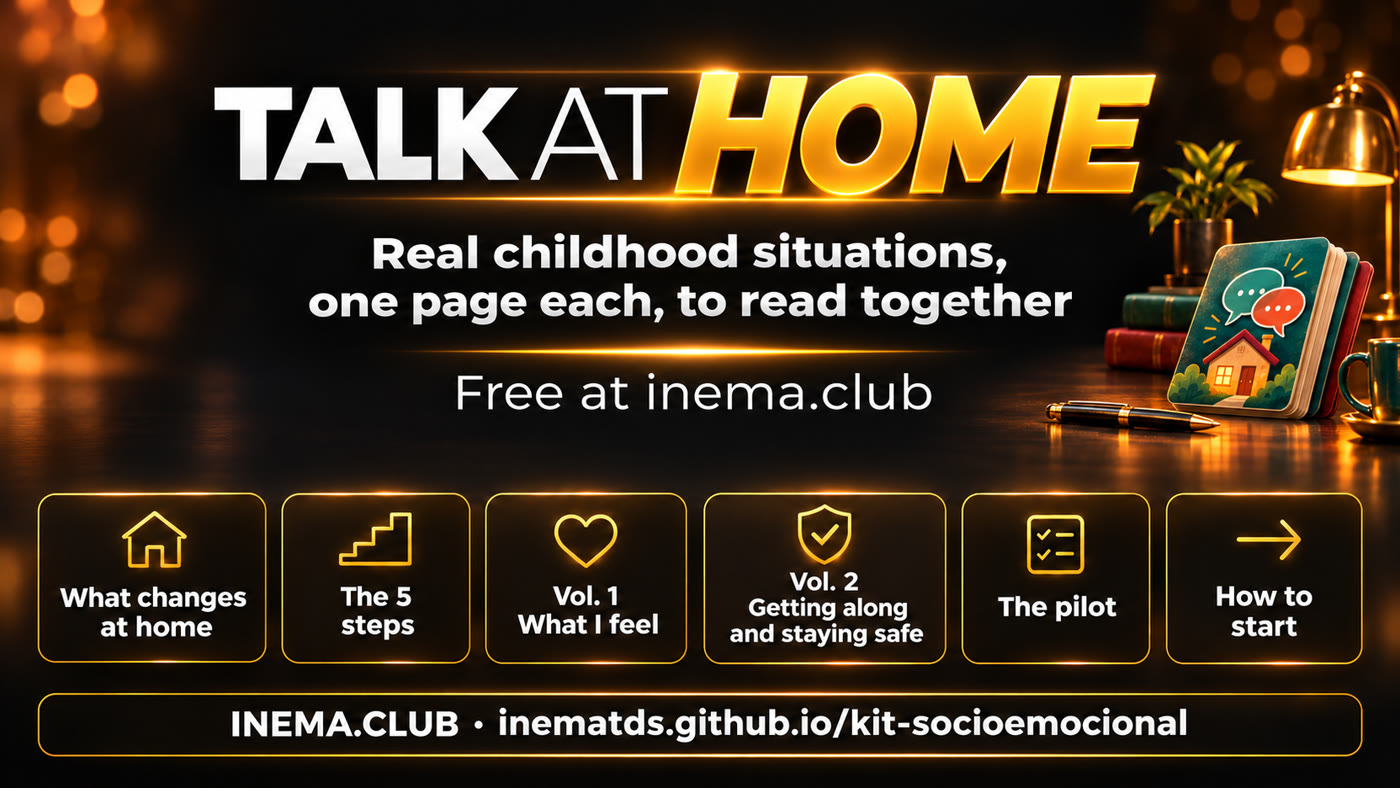 TALK AT HOME
Real childhood situations,
one page each, to read together
Free at inema.club
What changes
at home
The 5
steps
Vol. 1
What I feel
Vol. 2
Getting along
and staying safe
The pilot
How to
start
INEMA.CLUB • inematds.github.io/kit-socioemocional